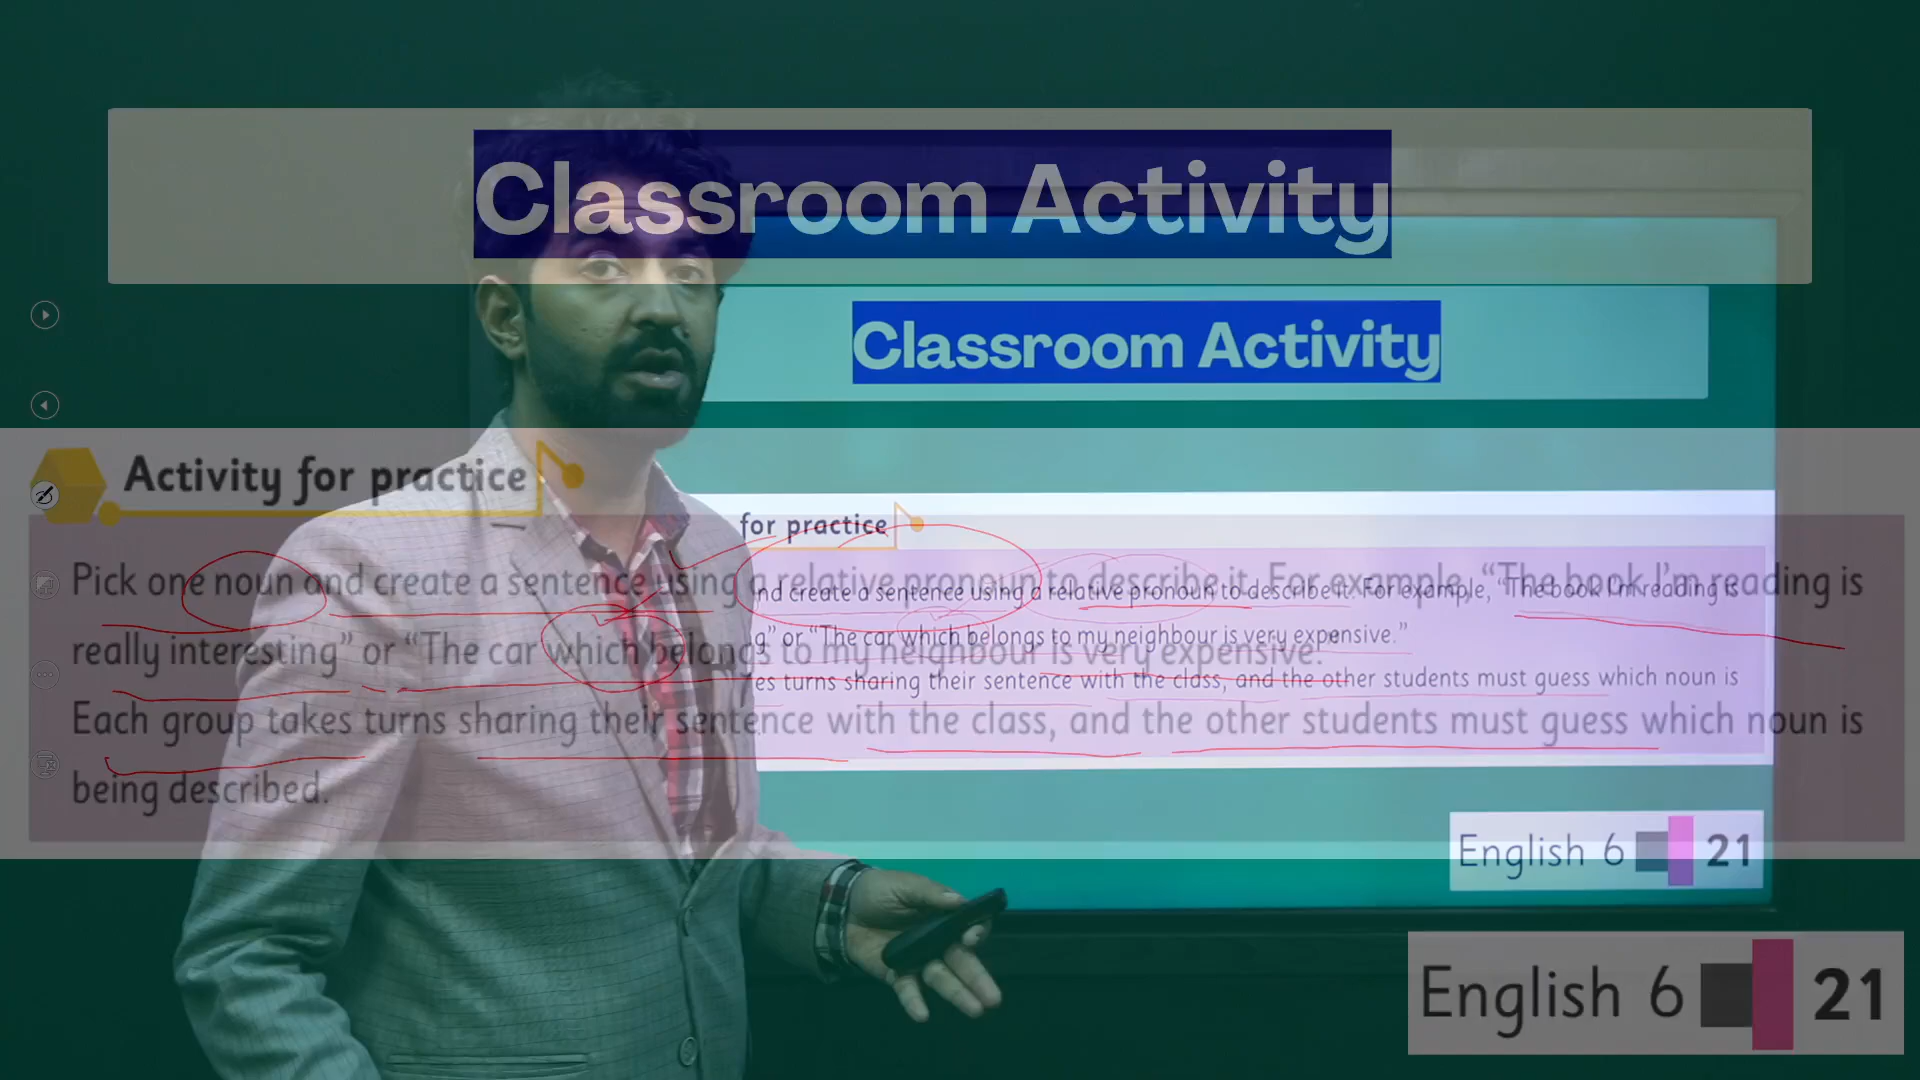 Classroom Activity
Classroom Activity
Activity for practice
for practice
Pick one noun and create a sentence using a relative pronoun to describe it. For example, “The book I’m reading is
nd create a sentence using a relative pronoun to describe it. For example, “The book I’m reading is
really interesting” or “The car which belongs to my neighbour is very expensive.”
g” or “The car which belongs to my neighbour is very expensive.”
es turns sharing their sentence with the class, and the other students must guess which noun is
Each group takes turns sharing their sentence with the class, and the other students must guess which noun is
being described.
English 6 21
English 6 21